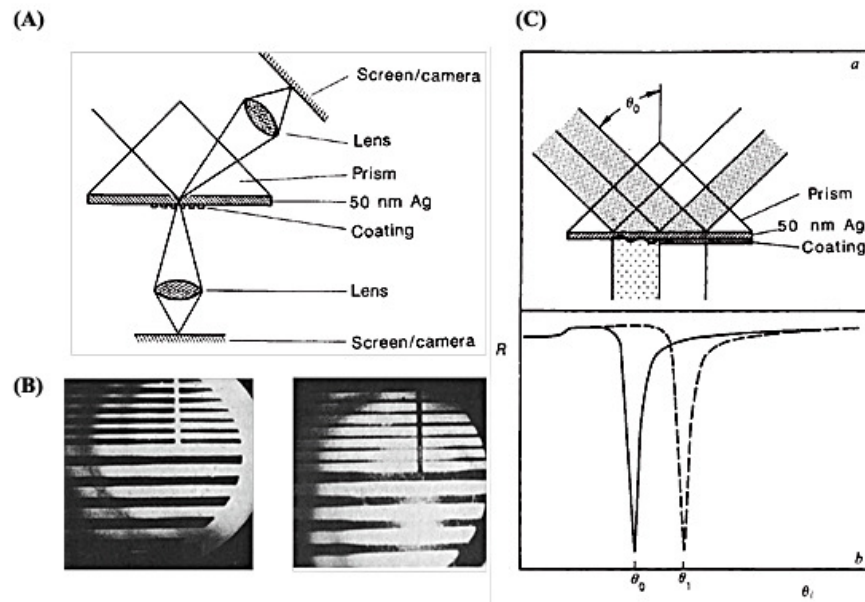 (A)
Screen/camera
Lens
Prism
50 nm Ag
Coating
Lens
Screen/camera
(B)
(C)
a
θ₀
Prism
50 nm Ag
Coating
R
b
θ₀
θ₁
θᵢ